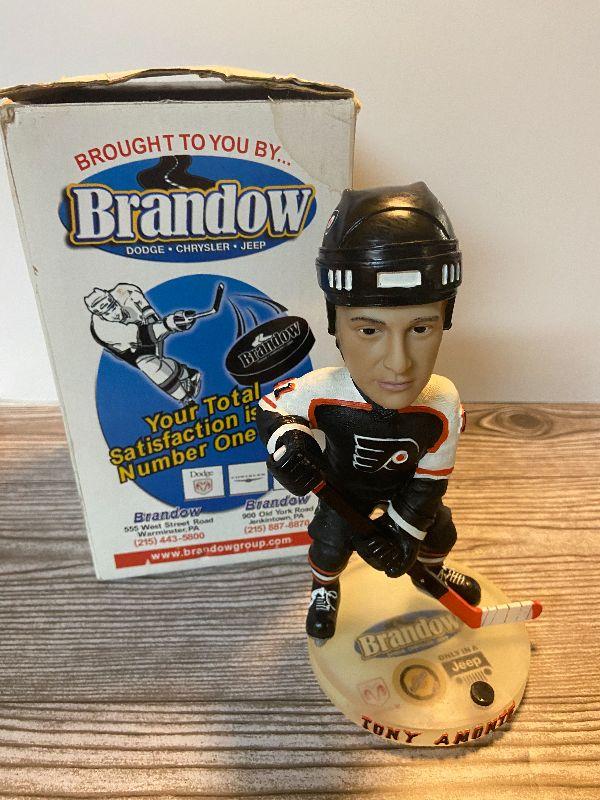 BROUGHT TO YOU BY...
Brandow
DODGE • CHRYSLER • JEEP
Brandow
Your Total
Satisfaction is
Number One
Dodge
CHRYSLER
Brandow
555 West Street Road
Warminster, PA
(215) 443-5800
Brandow
900 Old York Road
Jenkintown, PA
(215) 887-8870
www.brandowgroup.com
Brandow
ONLY IN A
Jeep
TONY AMONTE